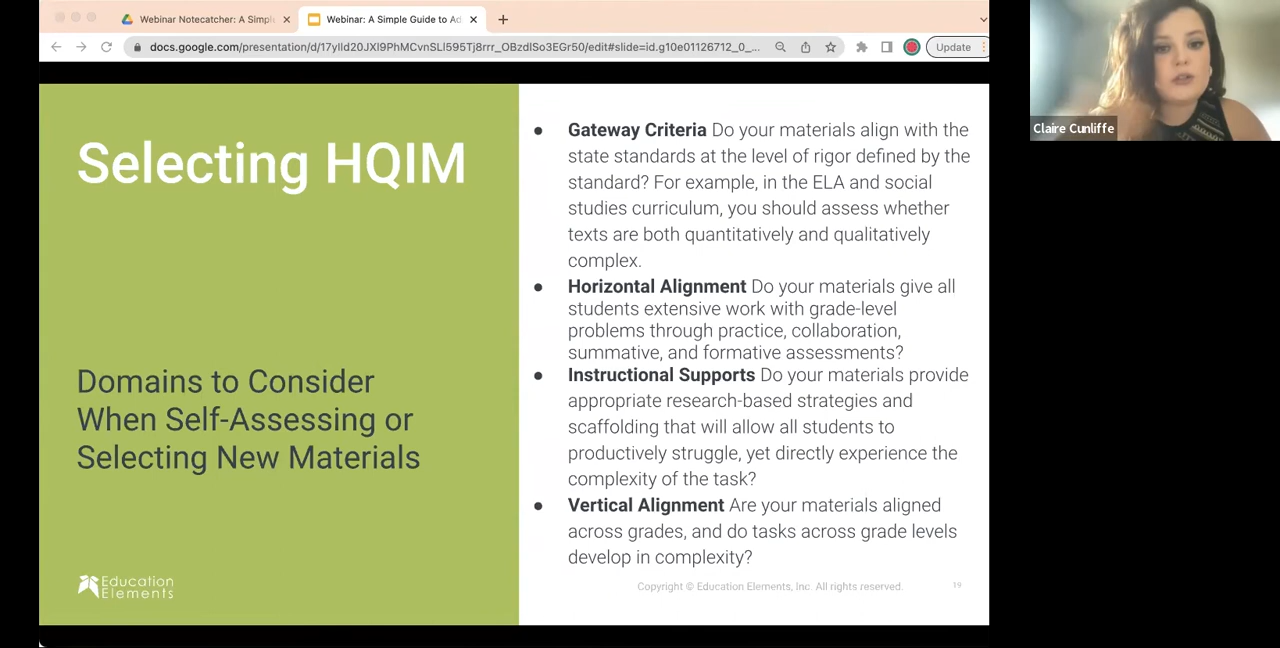 Webinar Notecatcher: A Simple
Webinar: A Simple Guide to Ad
docs.google.com/presentation/d/17ylld20JXl9PhMCvnSLl595Tj8rrr_OBzdlSo3EGr50/edit#slide=id.g10e01126712_0_...
Update
Claire Cunliffe
Selecting HQIM
Domains to Consider
When Self-Assessing or
Selecting New Materials
Education
Elements
● Gateway Criteria Do your materials align with the
state standards at the level of rigor defined by the
standard? For example, in the ELA and social
studies curriculum, you should assess whether
texts are both quantitatively and qualitatively
complex.
● Horizontal Alignment Do your materials give all
students extensive work with grade-level
problems through practice, collaboration,
summative, and formative assessments?
● Instructional Supports Do your materials provide
appropriate research-based strategies and
scaffolding that will allow all students to
productively struggle, yet directly experience the
complexity of the task?
● Vertical Alignment Are your materials aligned
across grades, and do tasks across grade levels
develop in complexity?
Copyright © Education Elements, Inc. All rights reserved.
19